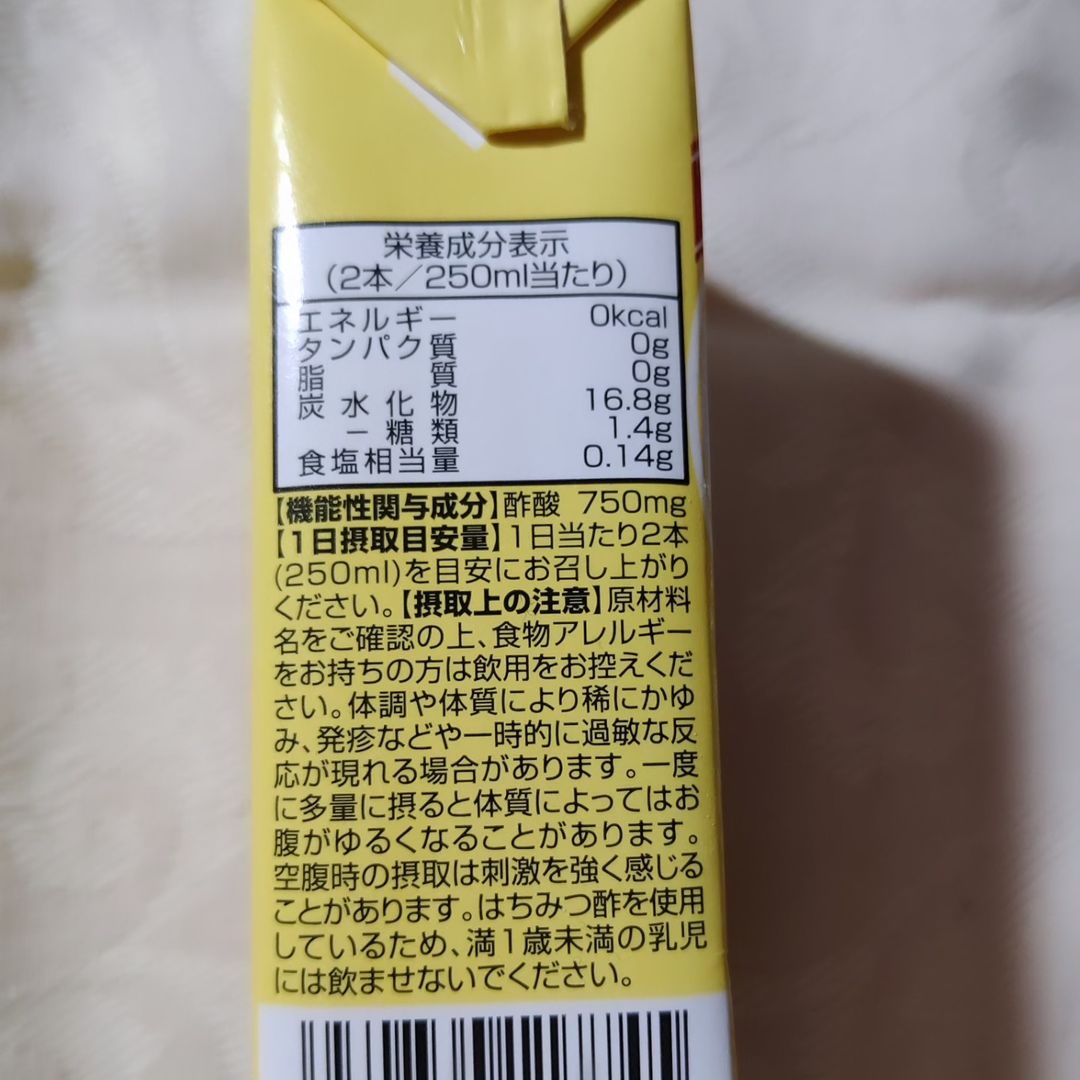 栄養成分表示
(2本/250ml当たり)
エネルギー 0kcal
タンパク質 0g
脂質 0g
炭水化物 16.8g
－糖類 1.4g
食塩相当量 0.14g
【機能性関与成分】酢酸 750mg
【1日摂取目安量】1日当たり2本
(250ml)を目安にお召し上がり
ください。【摂取上の注意】原材料
名をご確認の上、食物アレルギー
をお持ちの方は飲用をお控えくだ
さい。体調や体質により稀にかゆ
み、発疹などや一時的に過敏な反
応が現れる場合があります。一度
に多量に摂ると体質によってはお
腹がゆるくなることがあります。
空腹時の摂取は刺激を強く感じる
ことがあります。はちみつ酢を使用
しているため、満1歳未満の乳児
には飲ませないでください。